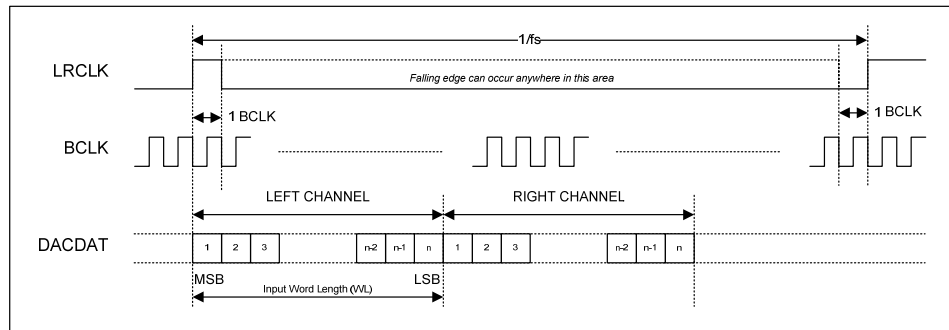 1/fs
LRCLK
Falling edge can occur anywhere in this area
1 BCLK
1 BCLK
BCLK
LEFT CHANNEL
RIGHT CHANNEL
DACDAT
1 2 3 n-2 n-1 n 1 2 3 n-2 n-1 n
MSB
LSB
Input Word Length (WL)